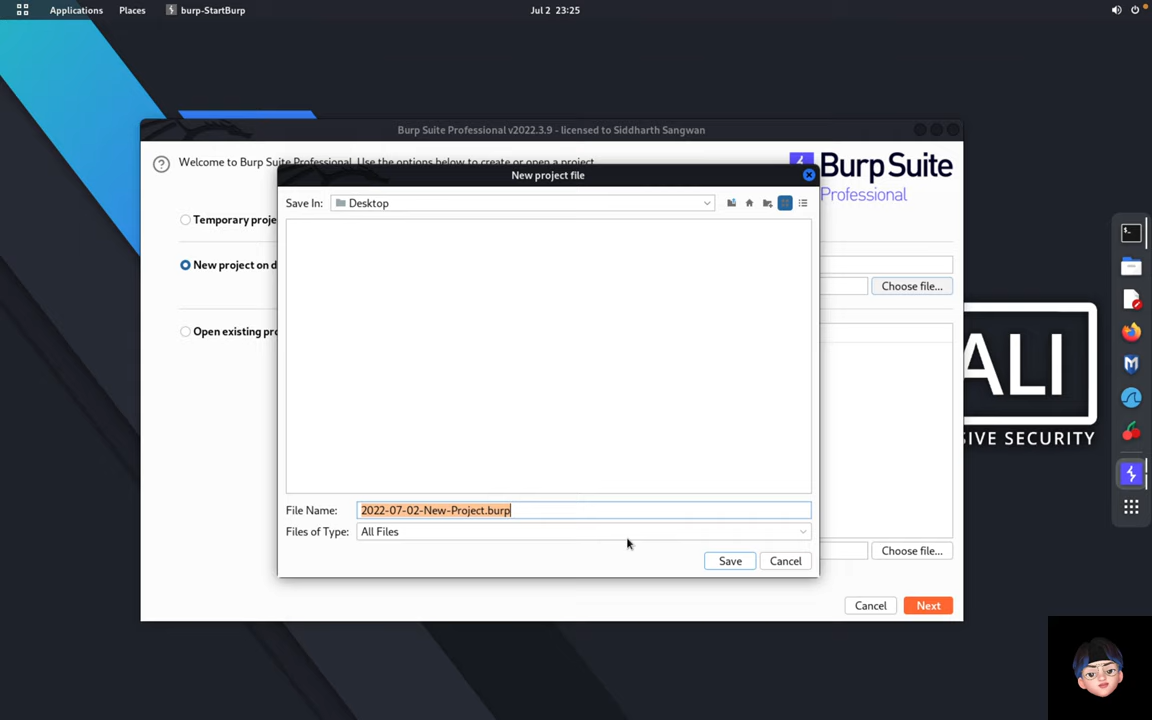 Applications Places burp-StartBurp Jul 2 23:25
Burp Suite Professional v2022.3.9 - licensed to Siddharth Sangwan
Welcome to Burp Suite Professional. Use the options below to create or open a project.
Burp Suite
Professional
New project file
Save In: Desktop
Temporary proje
New project on d
Choose file...
Open existing pro
File Name: 2022-07-02-New-Project.burp
Files of Type: All Files
Save Cancel
Choose file...
Cancel Next
ALI
SIVE SECURITY